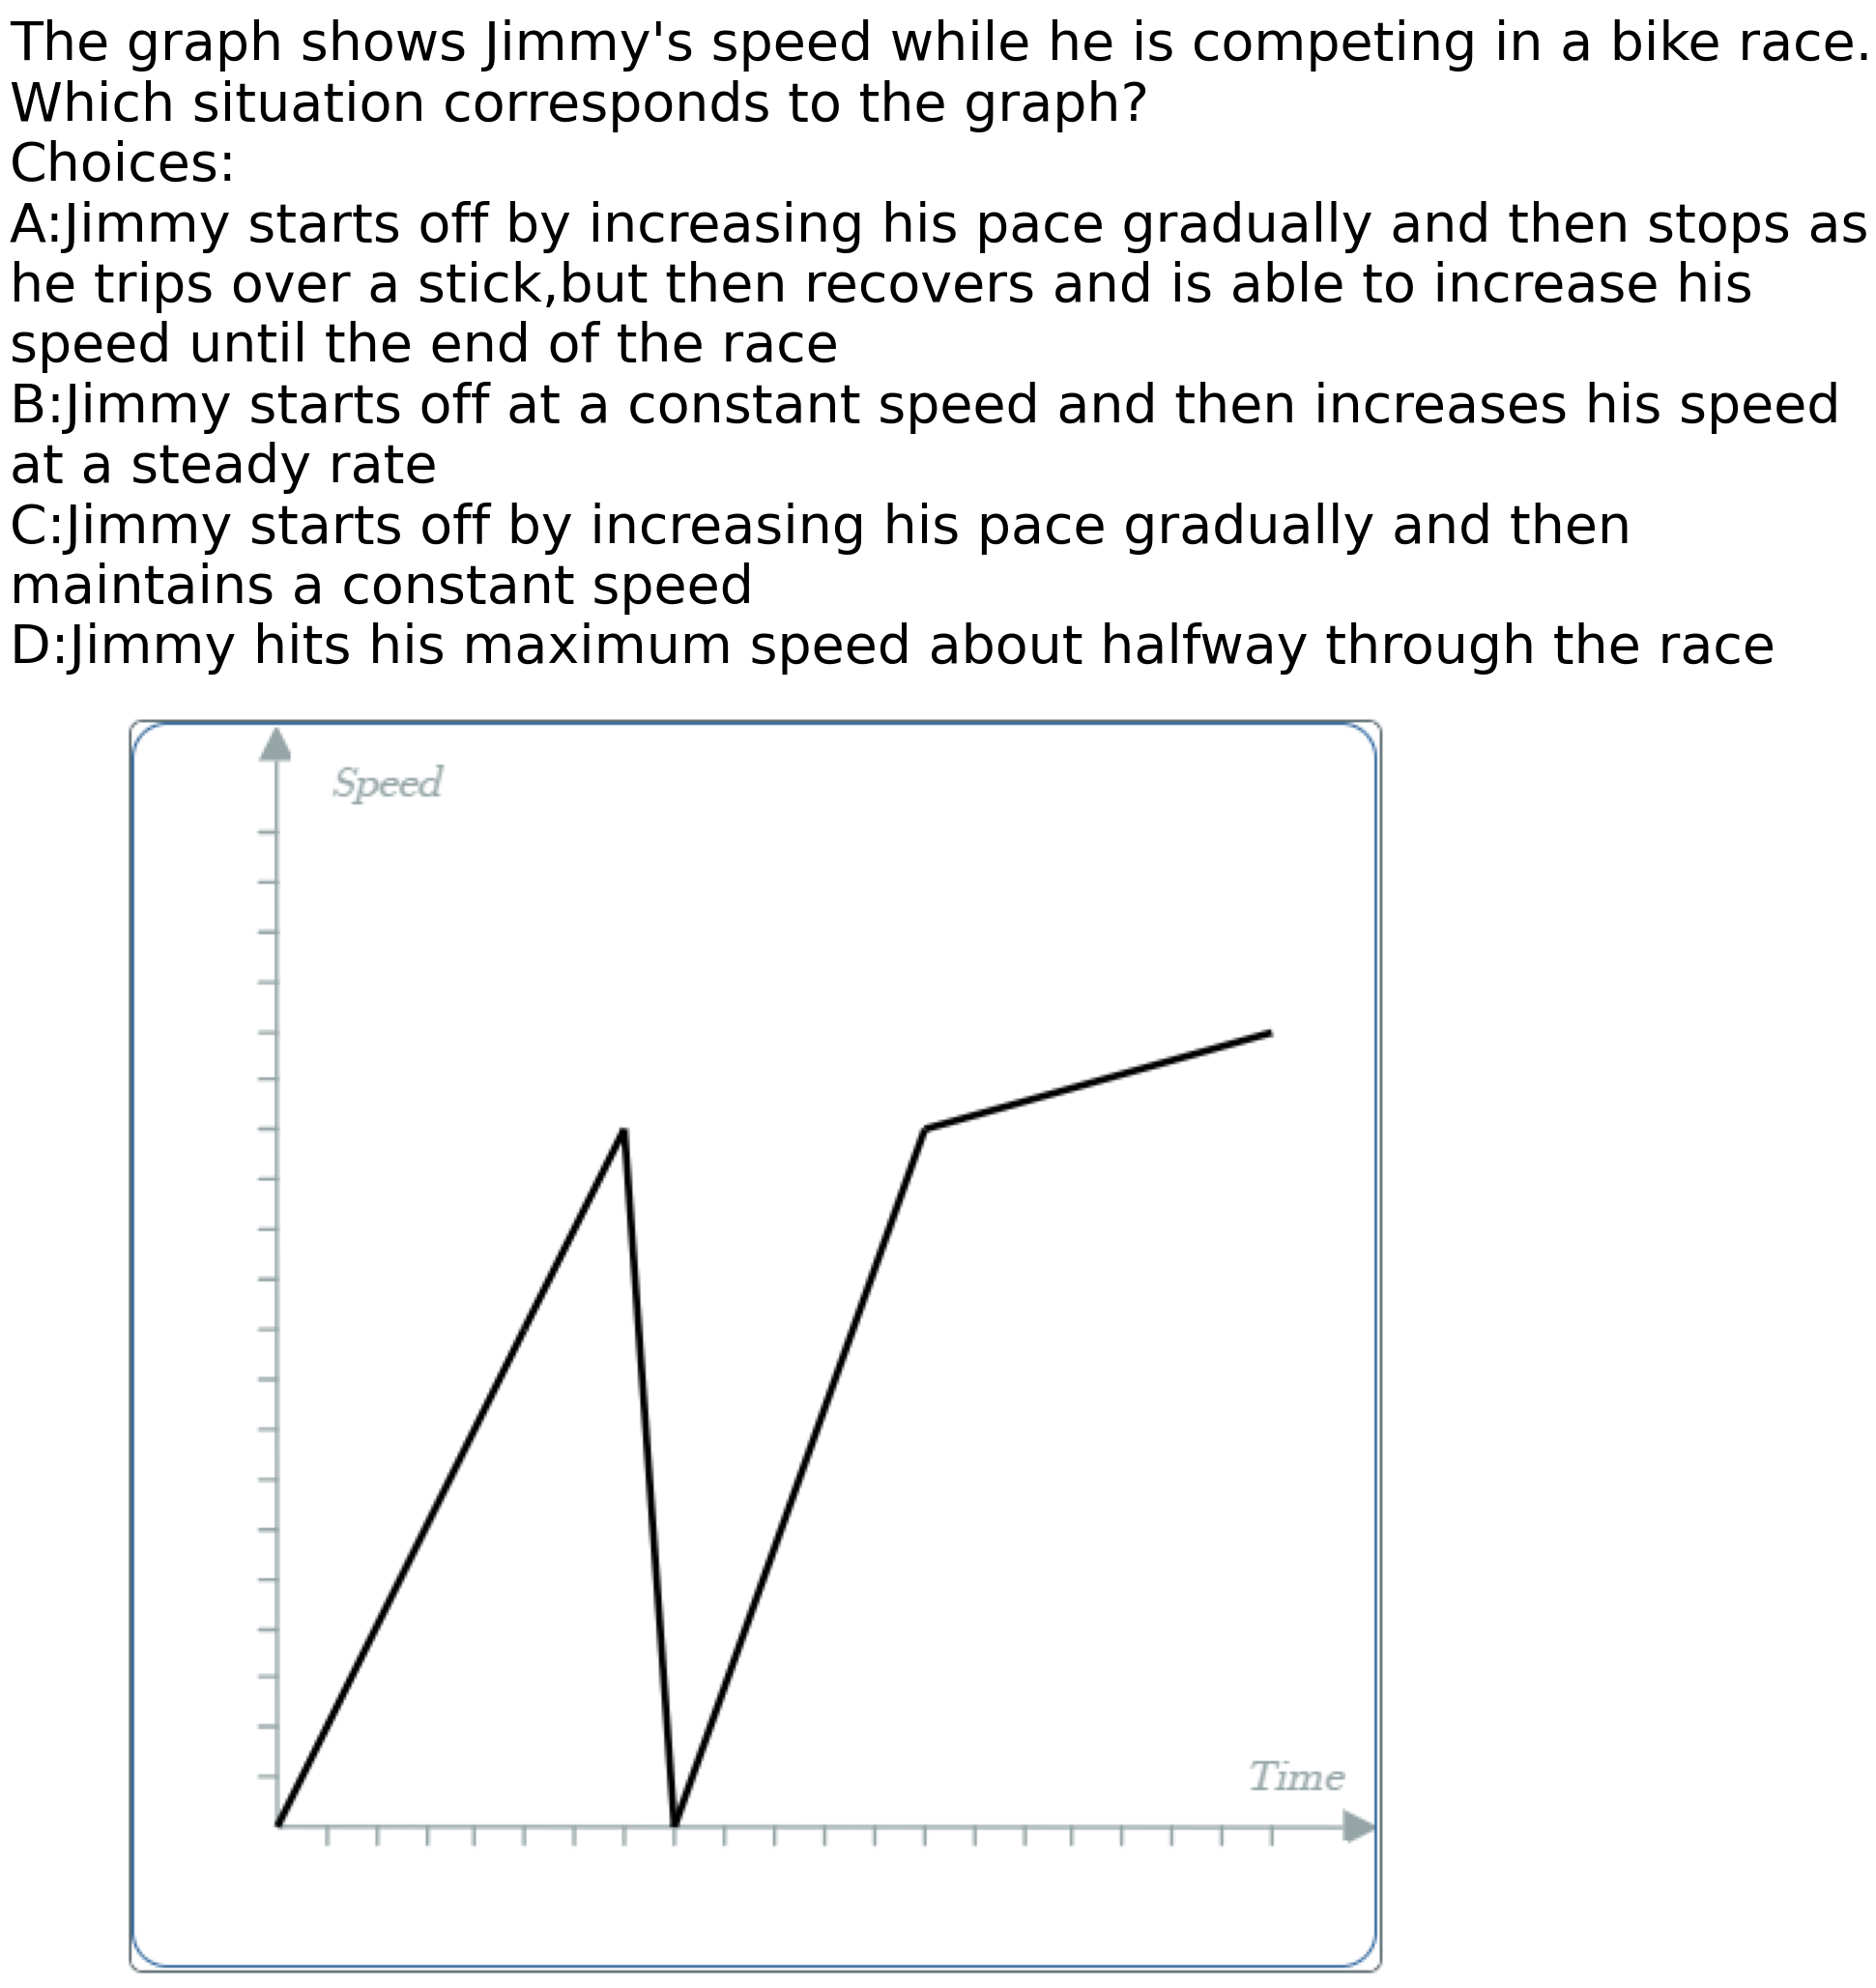 The graph shows Jimmy's speed while he is competing in a bike race.
Which situation corresponds to the graph?
Choices:
A:Jimmy starts off by increasing his pace gradually and then stops as
he trips over a stick,but then recovers and is able to increase his
speed until the end of the race
B:Jimmy starts off at a constant speed and then increases his speed
at a steady rate
C:Jimmy starts off by increasing his pace gradually and then
maintains a constant speed
D:Jimmy hits his maximum speed about halfway through the race
Speed
Time